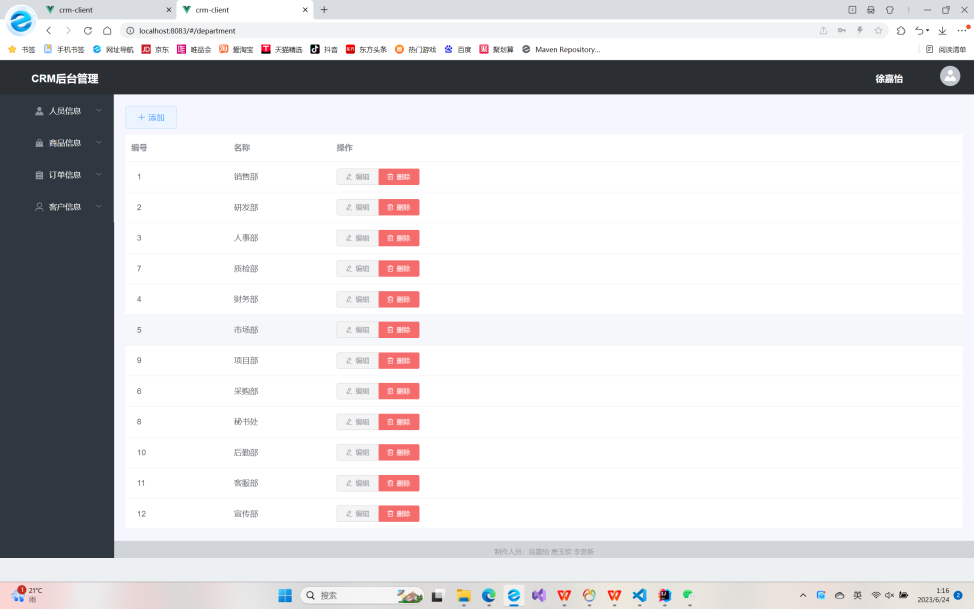 crm-client
crm-client
localhost:8083/#/department
书签 手机书签 网址导航 JD 京东 唯品会 爱淘宝 天猫精选 抖音 东方头条 热门游戏 百度 聚划算 Maven Repository... 阅读清单
CRM后台管理 徐嘉怡
人员信息
商品信息
订单信息
客户信息
+ 添加
编号 名称 操作
1 销售部 编辑 删除
2 研发部 编辑 删除
3 人事部 编辑 删除
7 质检部 编辑 删除
4 财务部 编辑 删除
5 市场部 编辑 删除
9 项目部 编辑 删除
6 采购部 编辑 删除
8 秘书处 编辑 删除
10 后勤部 编辑 删除
11 客服部 编辑 删除
12 宣传部 编辑 删除
制作人员: 徐嘉怡
1 21°C
雨
搜索
英
1:16
2023/6/24
2